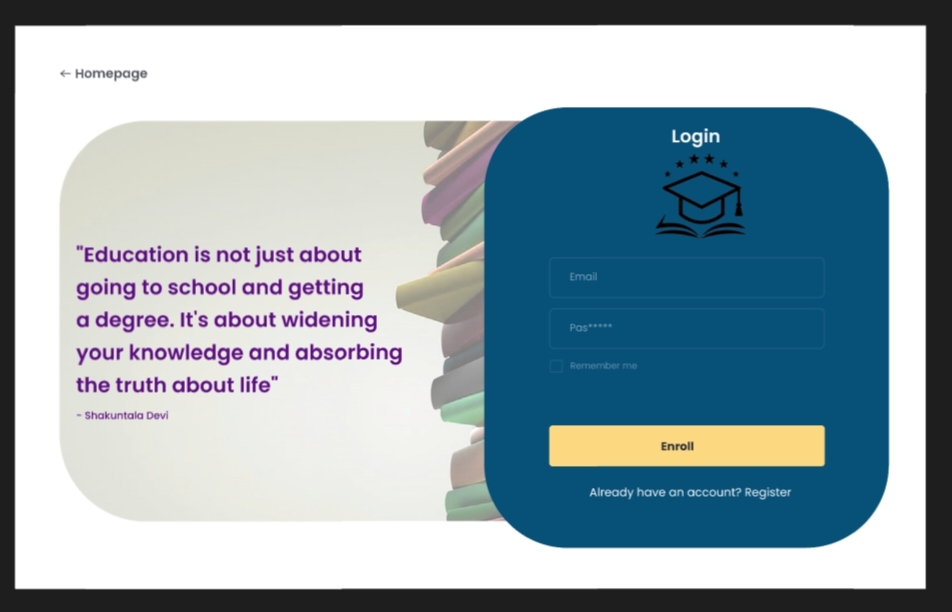 ← Homepage
"Education is not just about
going to school and getting
a degree. It's about widening
your knowledge and absorbing
the truth about life"
- Shakuntala Devi
Login
Email
Pas*****
Remember me
Enroll
Already have an account? Register